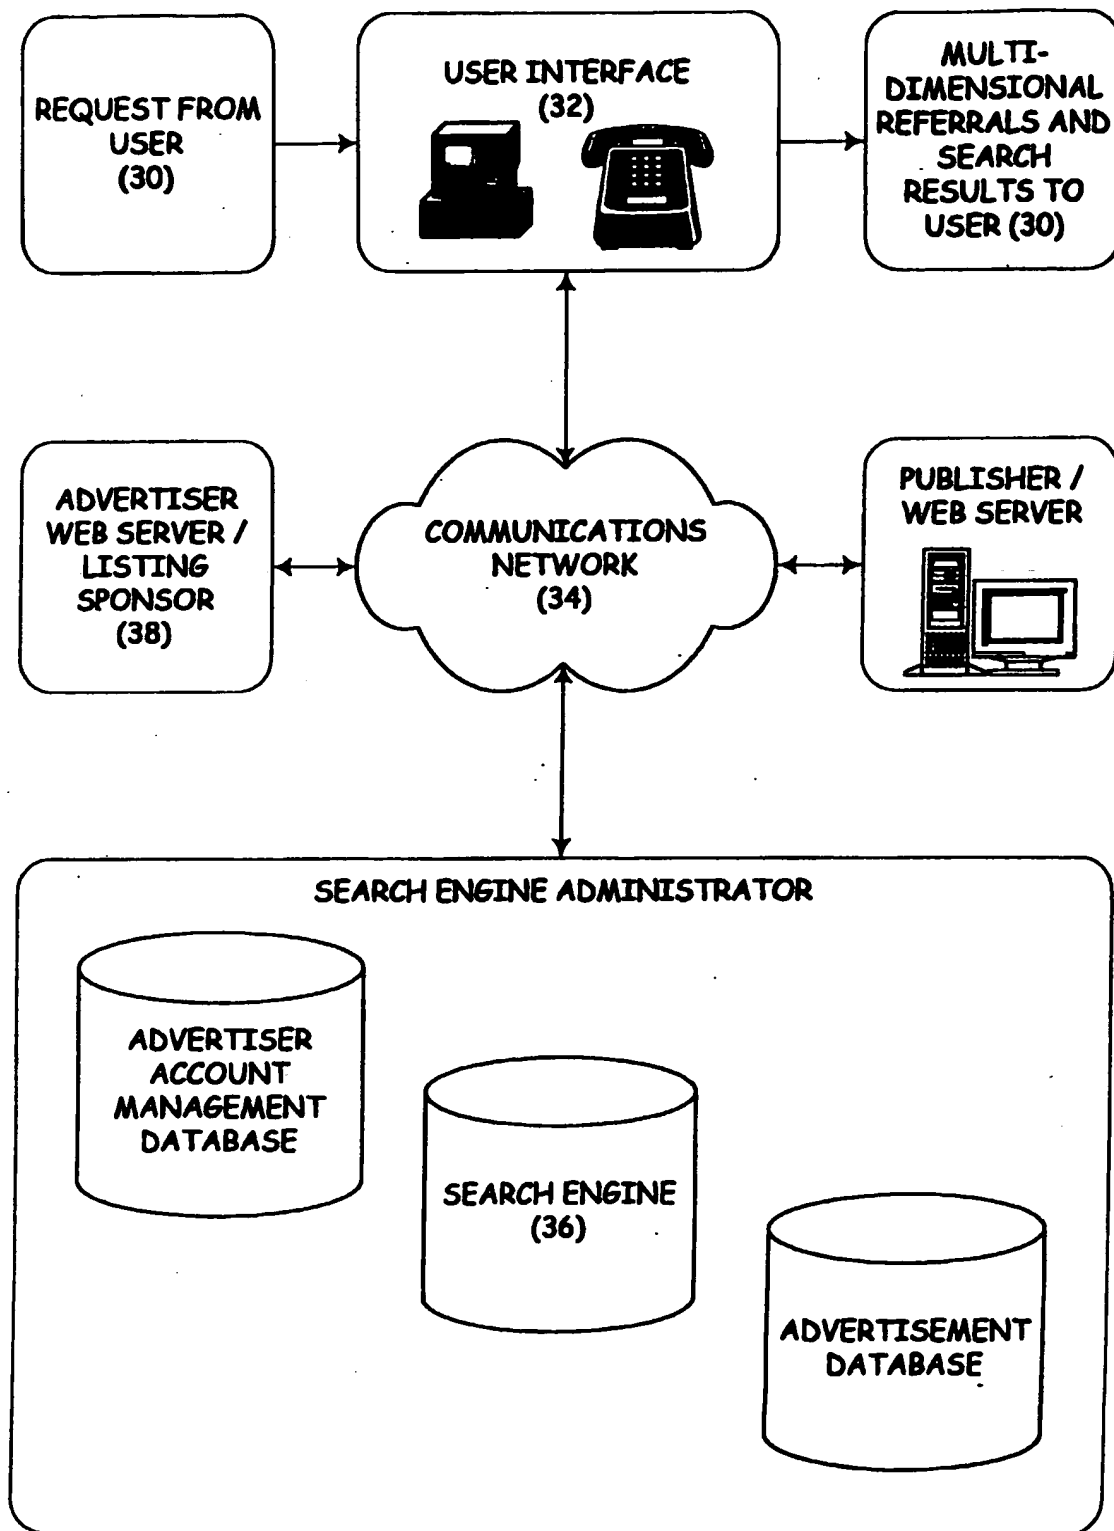 REQUEST FROM
USER
(30)
USER INTERFACE
(32)
MULTI-
DIMENSIONAL
REFERRALS AND
SEARCH
RESULTS TO
USER (30)
ADVERTISER
WEB SERVER /
LISTING
SPONSOR
(38)
COMMUNICATIONS
NETWORK
(34)
PUBLISHER /
WEB SERVER
SEARCH ENGINE ADMINISTRATOR
ADVERTISER
ACCOUNT
MANAGEMENT
DATABASE
SEARCH ENGINE
(36)
ADVERTISEMENT
DATABASE